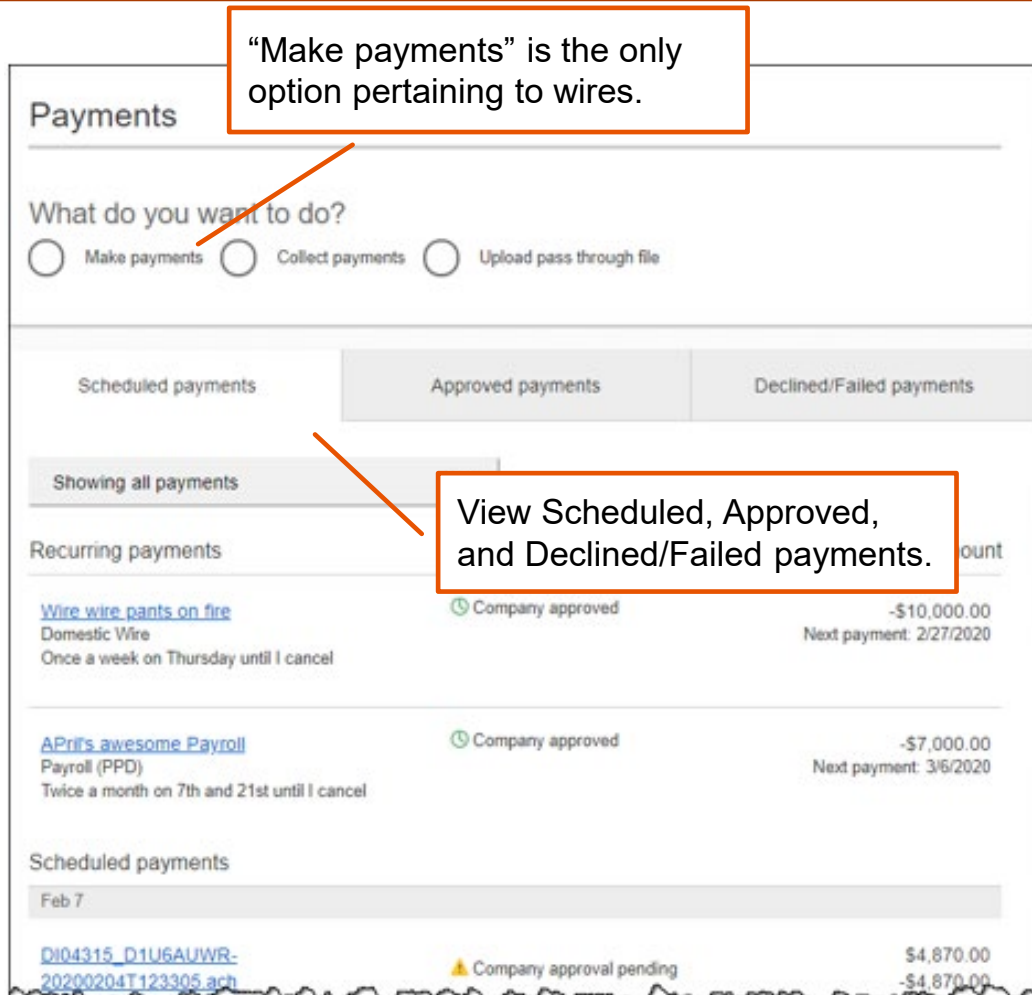 “Make payments” is the only
option pertaining to wires.
Payments
What do you want to do?
Make payments Collect payments Upload pass through file
Scheduled payments Approved payments Declined/Failed payments
Showing all payments
View Scheduled, Approved,
and Declined/Failed payments.
Recurring payments ount
Wire wire pants on fire Company approved -$10,000.00
Domestic Wire Next payment: 2/27/2020
Once a week on Thursday until I cancel
APril's awesome Payroll Company approved -$7,000.00
Payroll (PPD) Next payment: 3/6/2020
Twice a month on 7th and 21st until I cancel
Scheduled payments
Feb 7
DI04315_D1U6AUWR- Company approval pending $4,870.00
20200204T123305.ach -$4,870.00